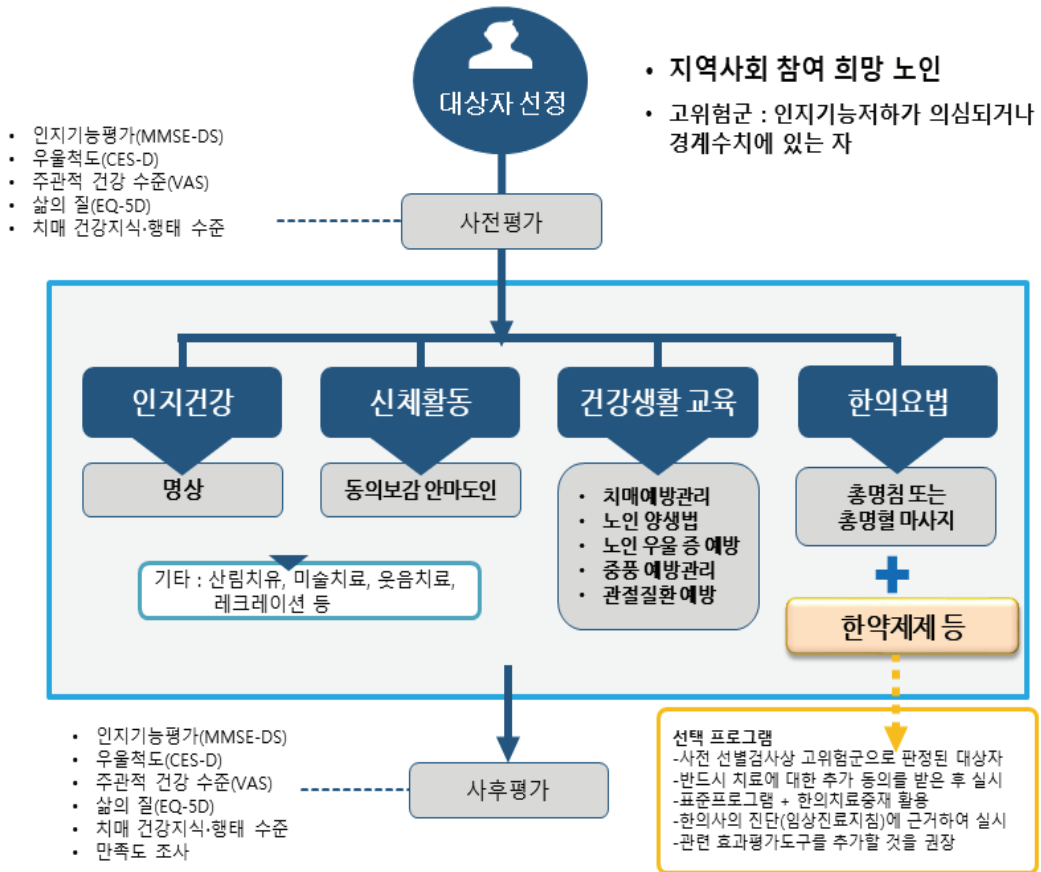 대상자 선정
• 지역사회 참여 희망 노인
• 고위험군 : 인지기능저하가 의심되거나
경계수치에 있는 자
• 인지기능평가(MMSE-DS)
• 우울척도(CES-D)
• 주관적 건강 수준(VAS)
• 삶의 질(EQ-5D)
• 치매 건강지식·행태 수준
사전평가
인지건강
신체활동
건강생활 교육
한의요법
명상
동의보감 안마도인
• 치매예방관리
• 노인 양생법
• 노인 우울 증 예방
• 중풍 예방관리
• 관절질환 예방
총명침 또는
총명혈 마사지
기타 : 산림치유, 미술치료, 웃음치료,
레크레이션 등
한약제제 등
• 인지기능평가(MMSE-DS)
• 우울척도(CES-D)
• 주관적 건강 수준(VAS)
• 삶의 질(EQ-5D)
• 치매 건강지식·행태 수준
• 만족도 조사
사후평가
선택 프로그램
-사전 선별검사상 고위험군으로 판정된 대상자
-반드시 치료에 대한 추가 동의를 받은 후 실시
-표준프로그램 + 한의치료중재 활용
-한의사의 진단(임상진료지침)에 근거하여 실시
-관련 효과평가도구를 추가할 것을 권장